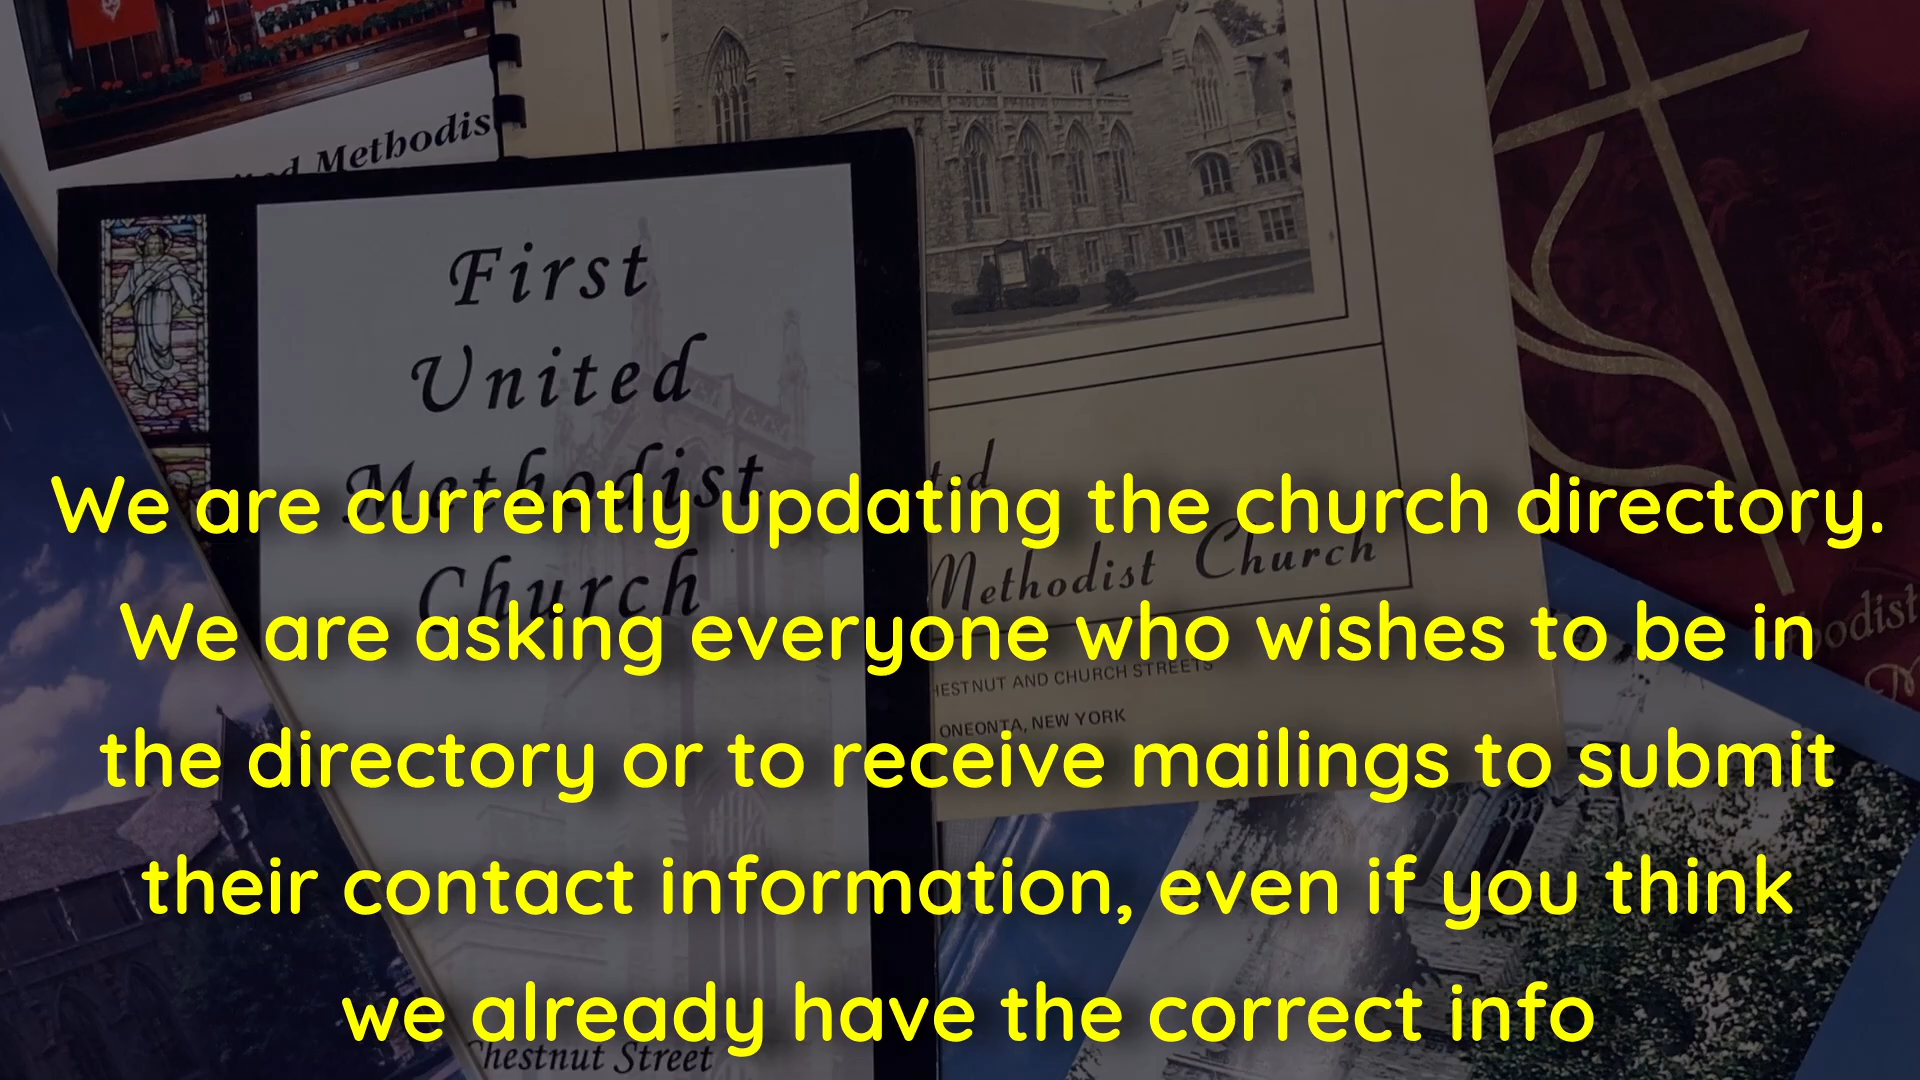 Methodis
First
United
Methodist
Church
ted
Methodist Church
CHURCH STREETS
ONEONTA, NEW YORK
We are currently updating the church directory.
We are asking everyone who wishes to be in
the directory or to receive mailings to submit
their contact information, even if you think
we already have the correct info
Chestnut Street